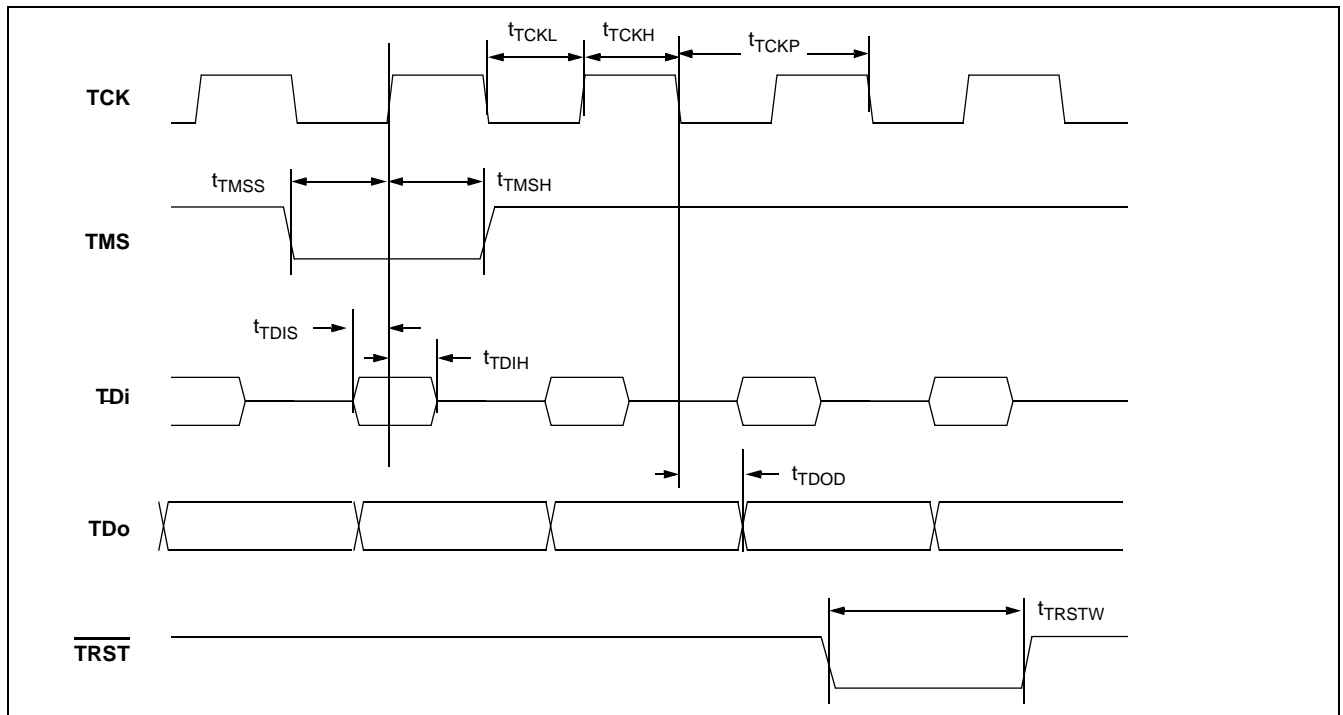 tTCKL tTCKH tTCKP
TCK
tTMSS tTMSH
TMS
tTDIS
tTDIH
TDi
tTDOD
TDo
tTRSTW
TRST